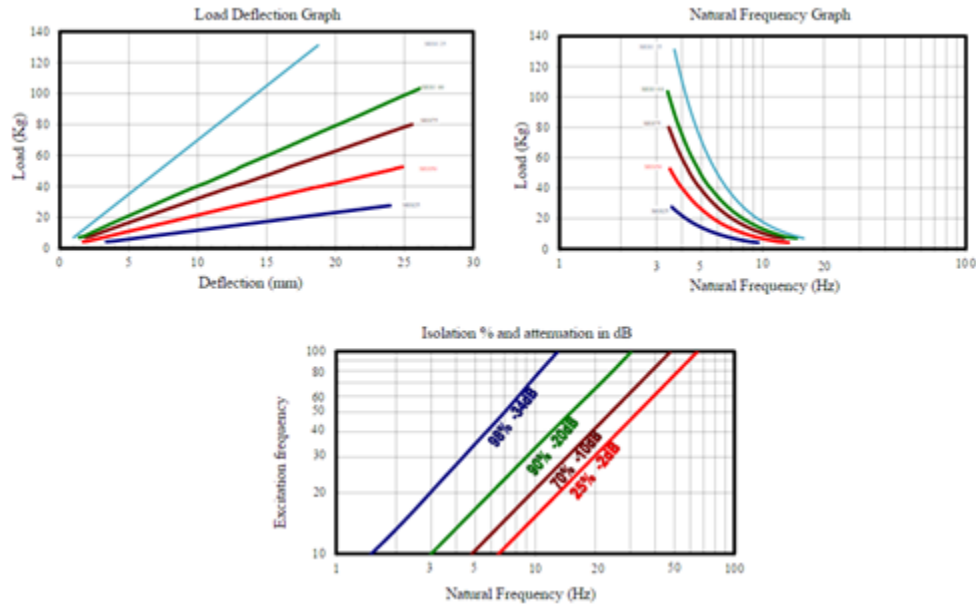 Load Deflection Graph
140
120
100
80
60
40
20
0
0 5 10 15 20 25 30
Load (Kg)
Deflection (mm)
Natural Frequency Graph
140
120
100
80
60
40
20
0
1 3 5 10 20 100
Load (Kg)
Natural Frequency (Hz)
Isolation % and attenuation in dB
100
80
60
50
40
30
20
10
1 3 5 10 20 50 100
Excitation frequency
98% -34dB
90% -20dB
70% -10dB
25% -2dB
Natural Frequency (Hz)